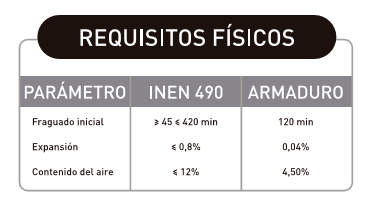 REQUISITOS FÍSICOS
PARÁMETRO INEN 490 ARMADURO
Fraguado inicial ≥ 45 ≤ 420 min 120 min
Expansión ≤ 0,8% 0,04%
Contenido del aire ≤ 12% 4,50%